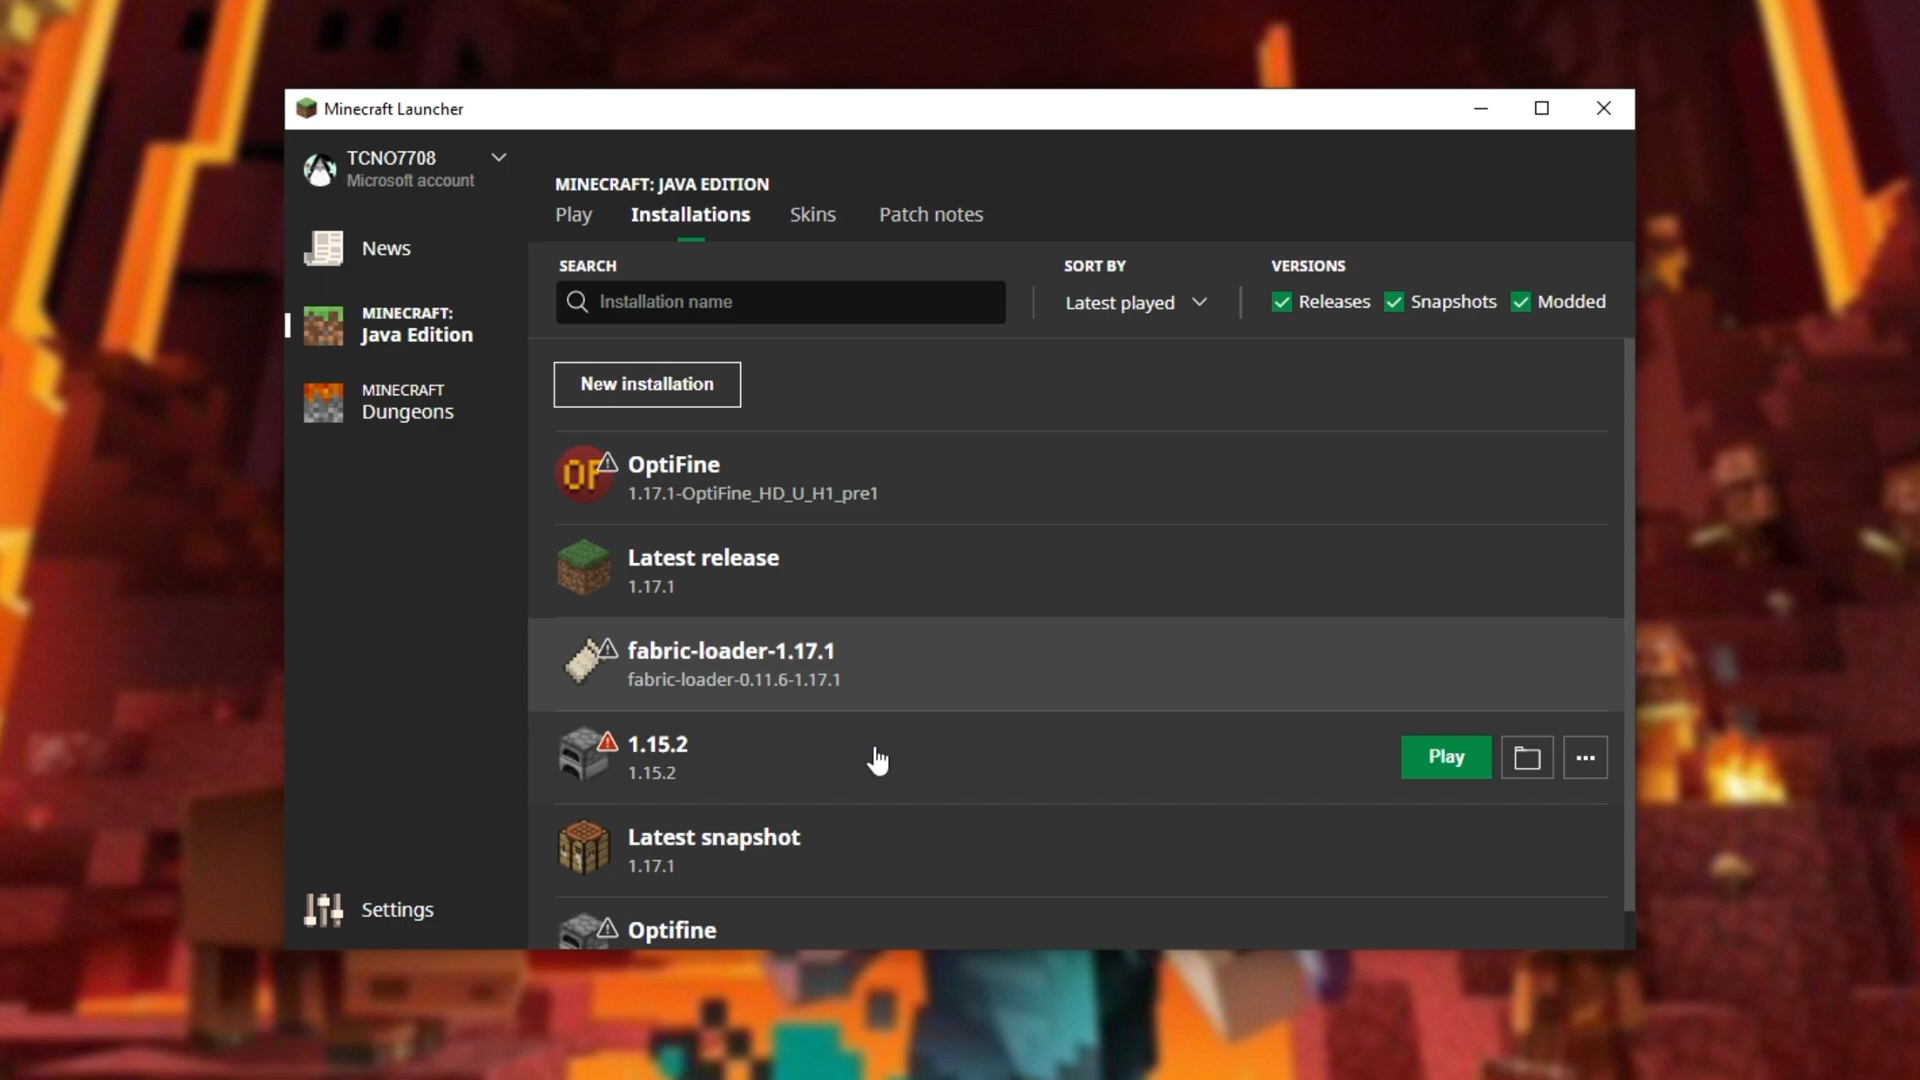 Minecraft Launcher
TCNO7708
Microsoft account
News
MINECRAFT:
Java Edition
MINECRAFT
Dungeons
Settings
MINECRAFT: JAVA EDITION
Play Installations Skins Patch notes
SEARCH SORT BY VERSIONS
Installation name Latest played Releases Snapshots Modded
New installation
OF
OptiFine
1.17.1-OptiFine_HD_U_H1_pre1
Latest release
1.17.1
fabric-loader-1.17.1
fabric-loader-0.11.6-1.17.1
1.15.2
1.15.2
Play
Latest snapshot
1.17.1
Optifine